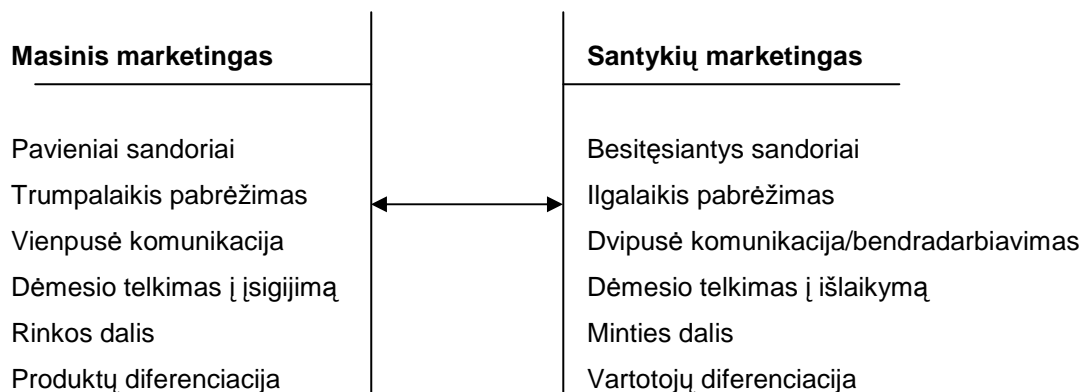 Masinis marketingas
Santykių marketingas
Pavieniai sandoriai
Besitęsiantys sandoriai
Trumpalaikis pabrėžimas
Ilgalaikis pabrėžimas
Vienpusė komunikacija
Dvipusė komunikacija/bendradarbiavimas
Dėmesio telkimas į įsigijimą
Dėmesio telkimas į išlaikymą
Rinkos dalis
Minties dalis
Produktų diferenciacija
Vartotojų diferenciacija